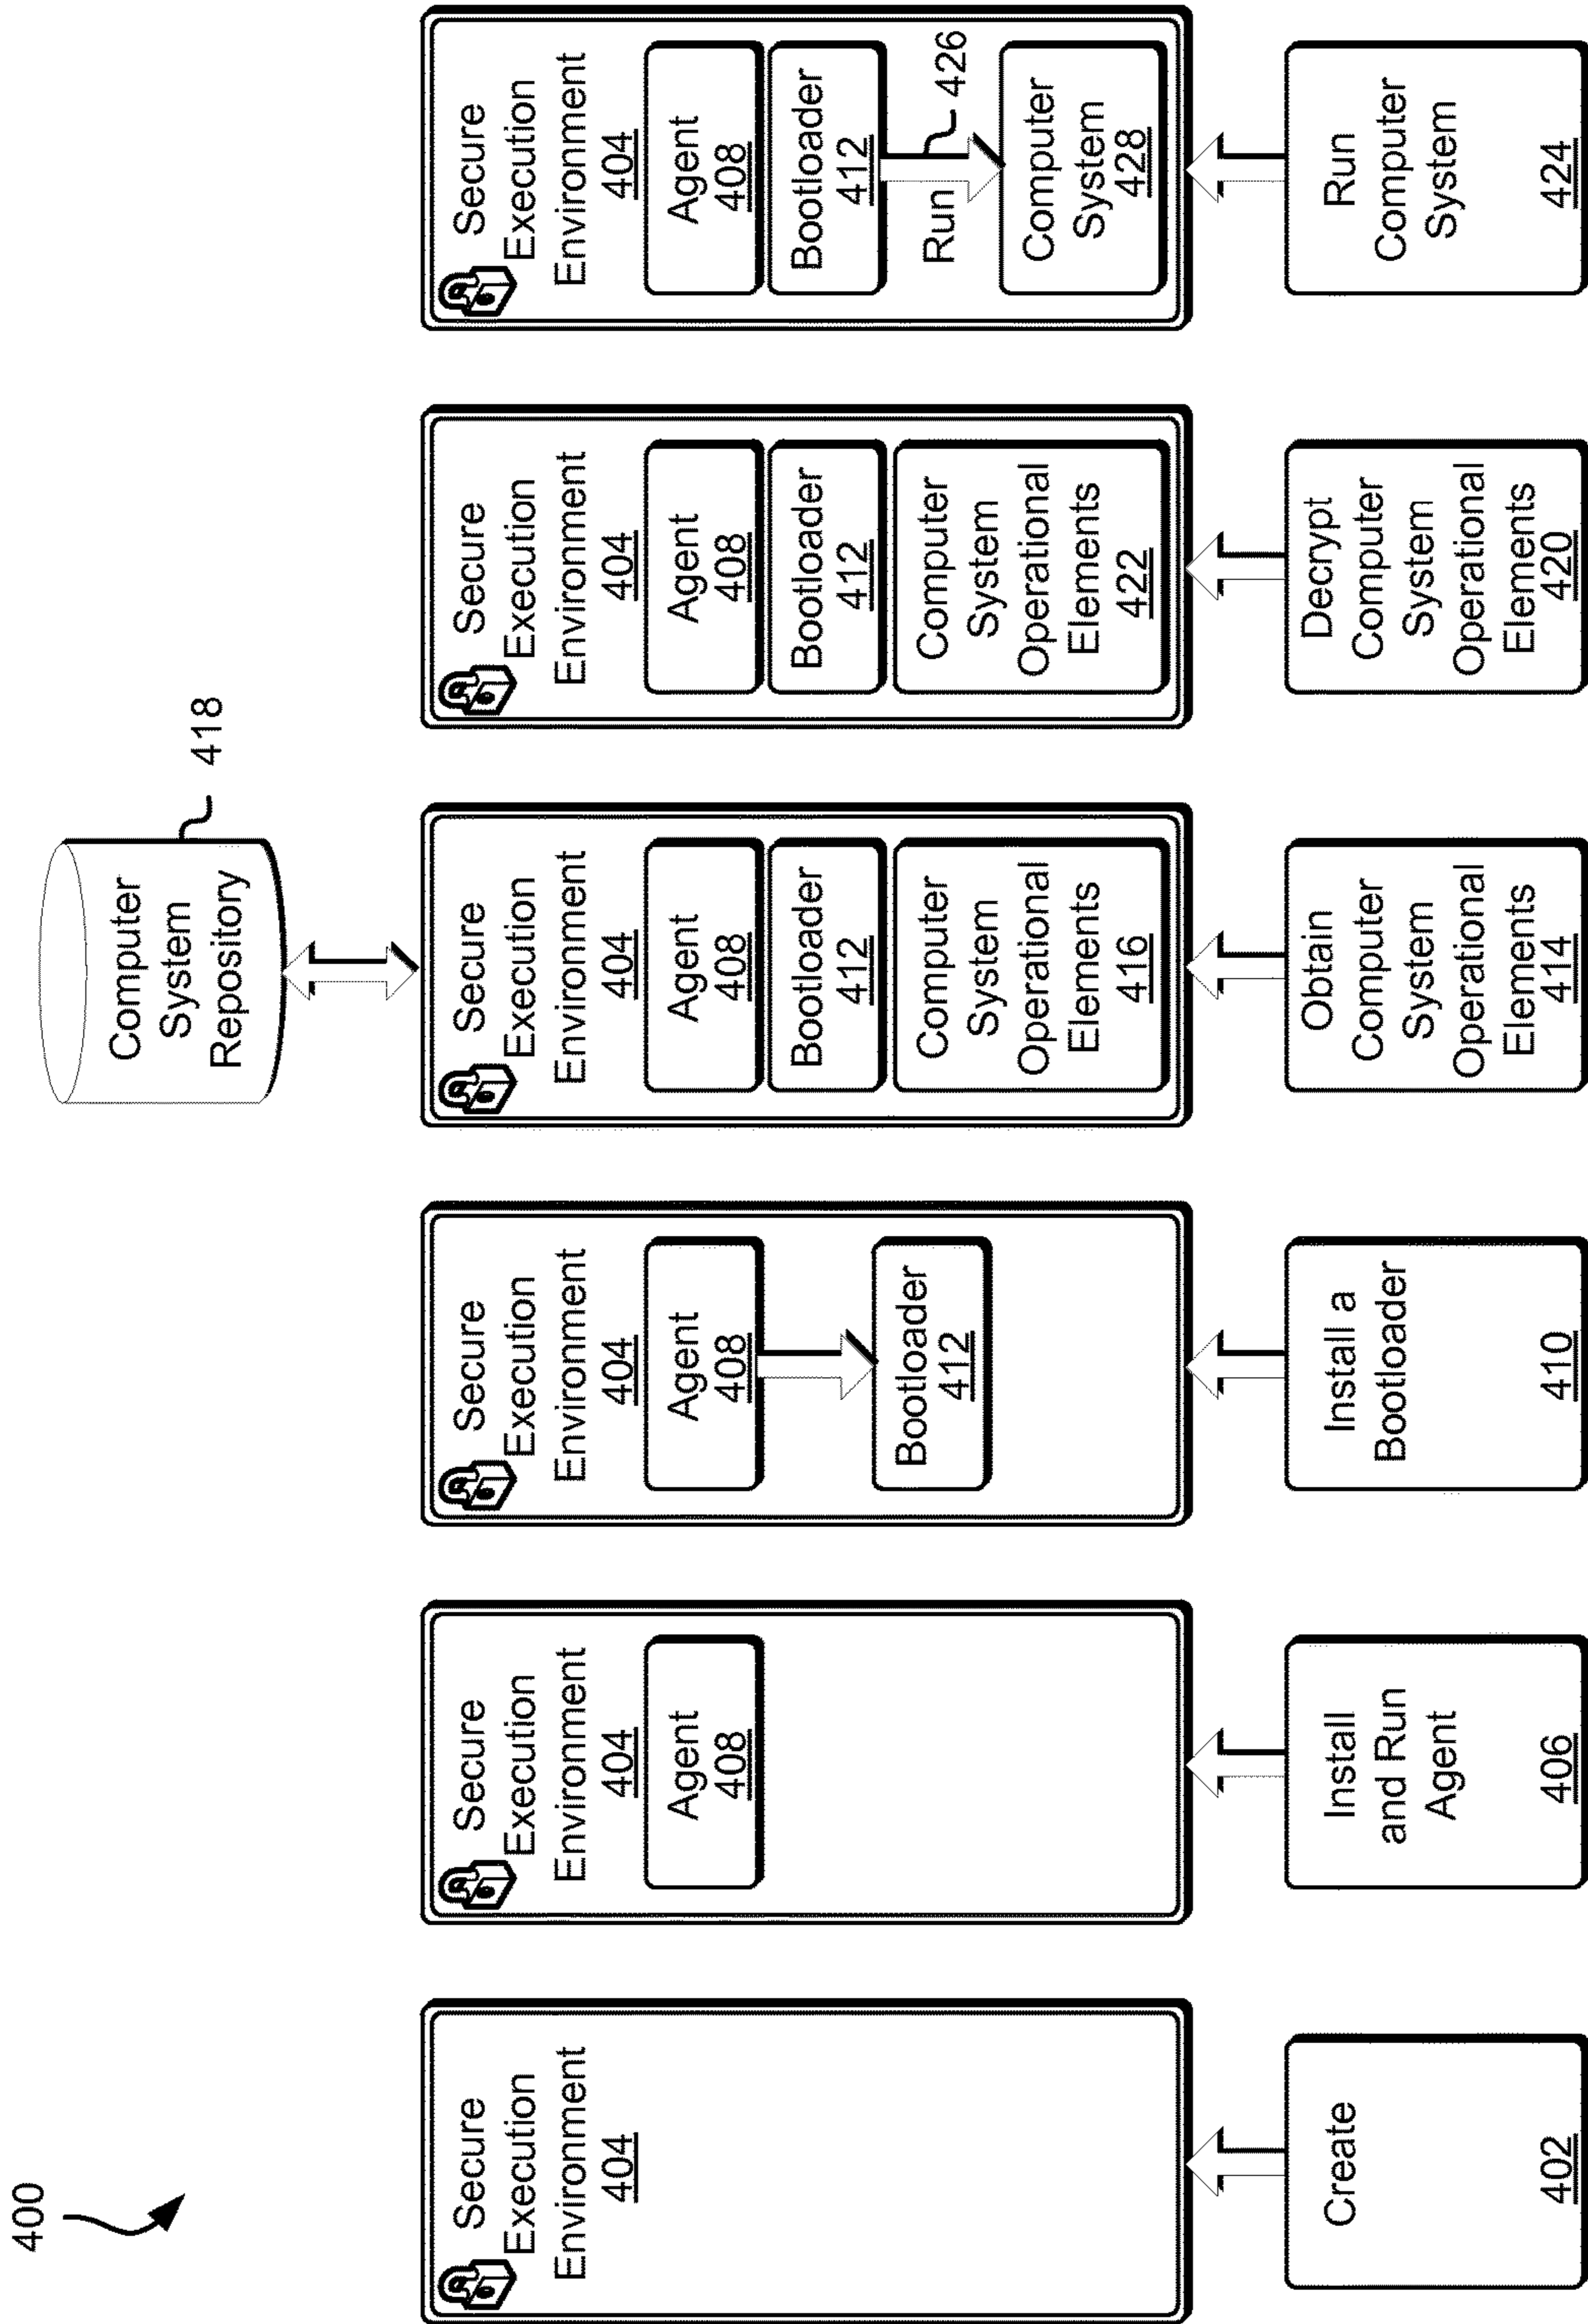 400
Computer
System
Repository
418
Secure
Execution
Environment
404
Secure
Execution
Environment
404
Agent
408
Secure
Execution
Environment
404
Agent
408
Bootloader
412
Secure
Execution
Environment
404
Agent
408
Bootloader
412
Computer
System
Operational
Elements
416
Secure
Execution
Environment
404
Agent
408
Bootloader
412
Computer
System
Operational
Elements
422
Secure
Execution
Environment
404
Agent
408
Bootloader
412
Run
426
Computer
System
428
Create
402
Install
and Run
Agent
406
Install a
Bootloader
410
Obtain
Computer
System
Operational
Elements
414
Decrypt
Computer
System
Operational
Elements
420
Run
Computer
System
424